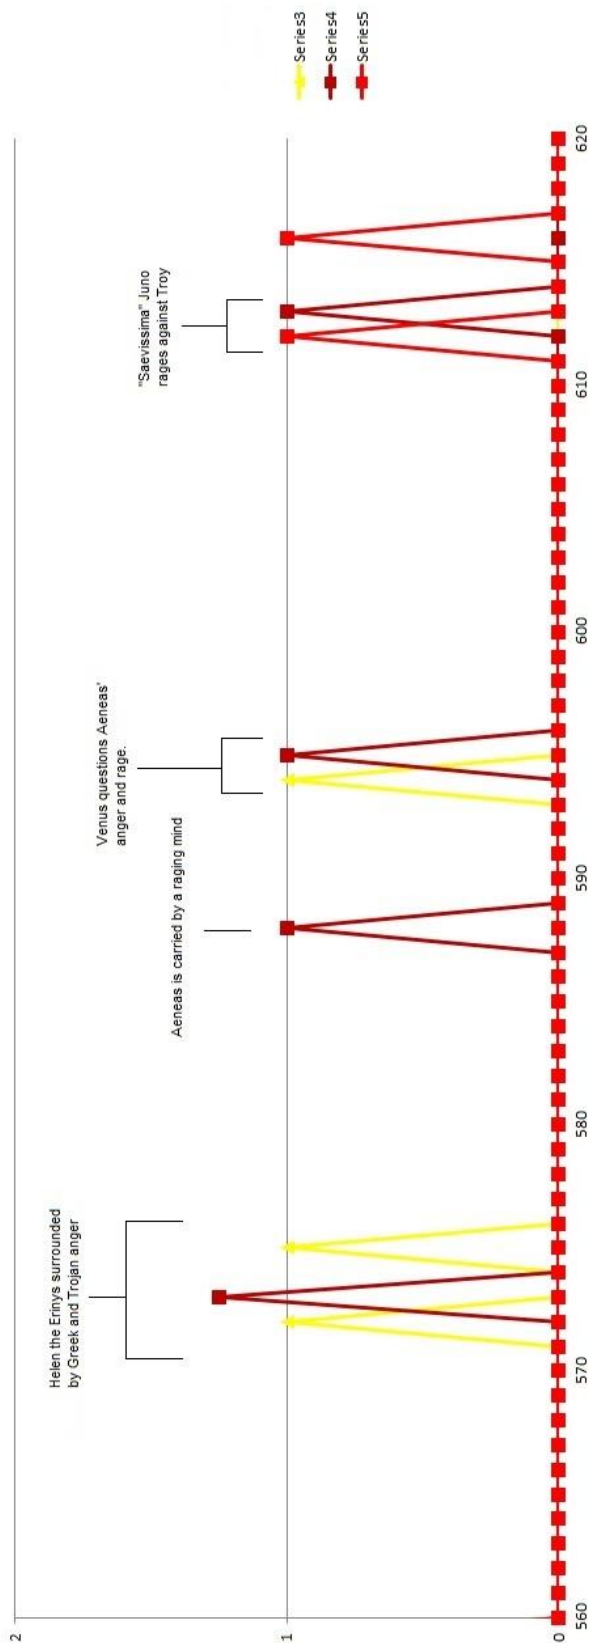 Helen the Erinys surrounded
by Greek and Trojan anger
Aeneas is carried by a raging mind
Venus questions Aeneas'
anger and rage.
"Saevissima" Juno
rages against Troy
Series3
Series4
Series5
2
1
0
560
570
580
590
600
610
620